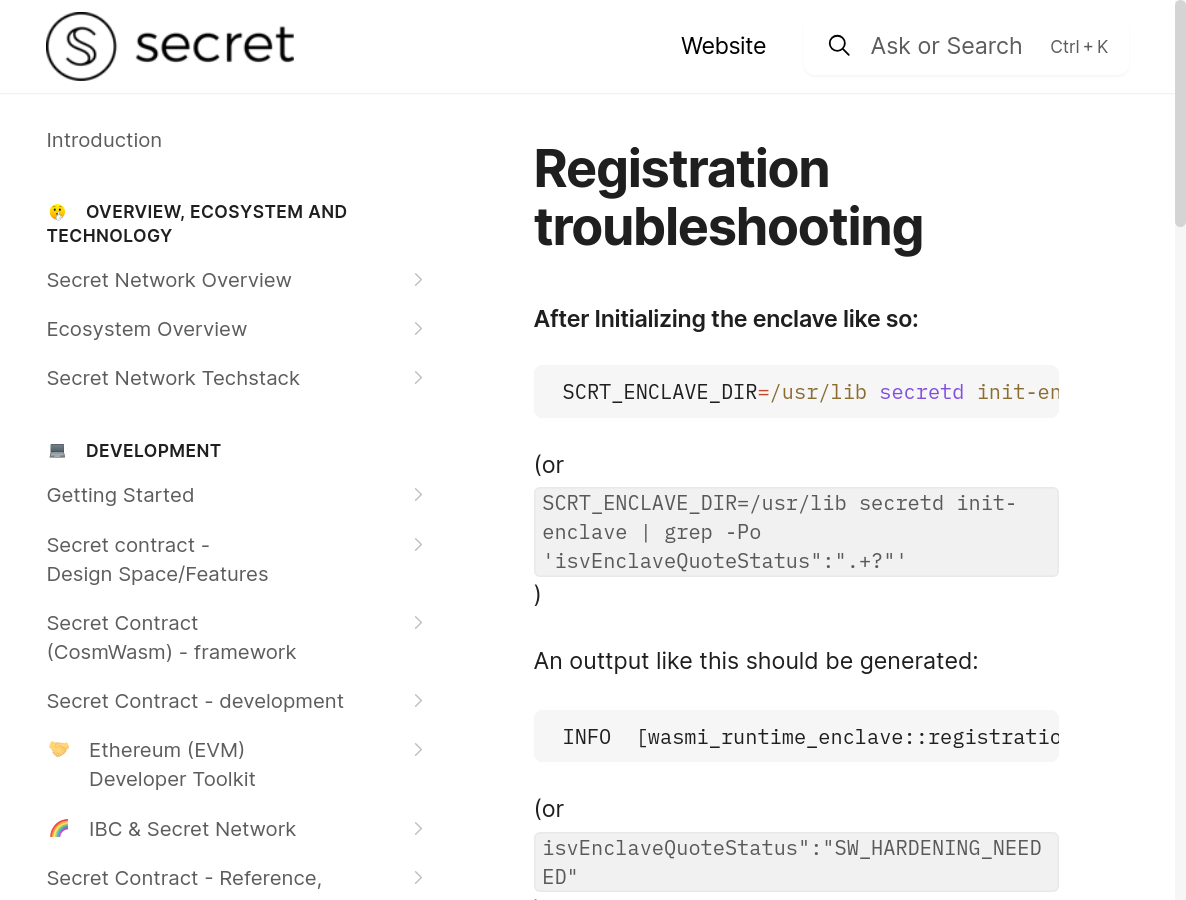 secret
Website
Ask or Search
Ctrl + K
Introduction
OVERVIEW, ECOSYSTEM AND
TECHNOLOGY
Secret Network Overview
Ecosystem Overview
Secret Network Techstack
DEVELOPMENT
Getting Started
Secret contract -
Design Space/Features
Secret Contract
(CosmWasm) - framework
Secret Contract - development
Ethereum (EVM)
Developer Toolkit
IBC & Secret Network
Secret Contract - Reference,
Registration
troubleshooting
After Initializing the enclave like so:
SCRT_ENCLAVE_DIR=/usr/lib secretd init-en
(or
SCRT_ENCLAVE_DIR=/usr/lib secretd init-
enclave | grep -Po
'isvEnclaveQuoteStatus":".+?"'
)
An outtput like this should be generated:
INFO  [wasmi_runtime_enclave::registratio
(or
isvEnclaveQuoteStatus":"SW_HARDENING_NEED
ED"